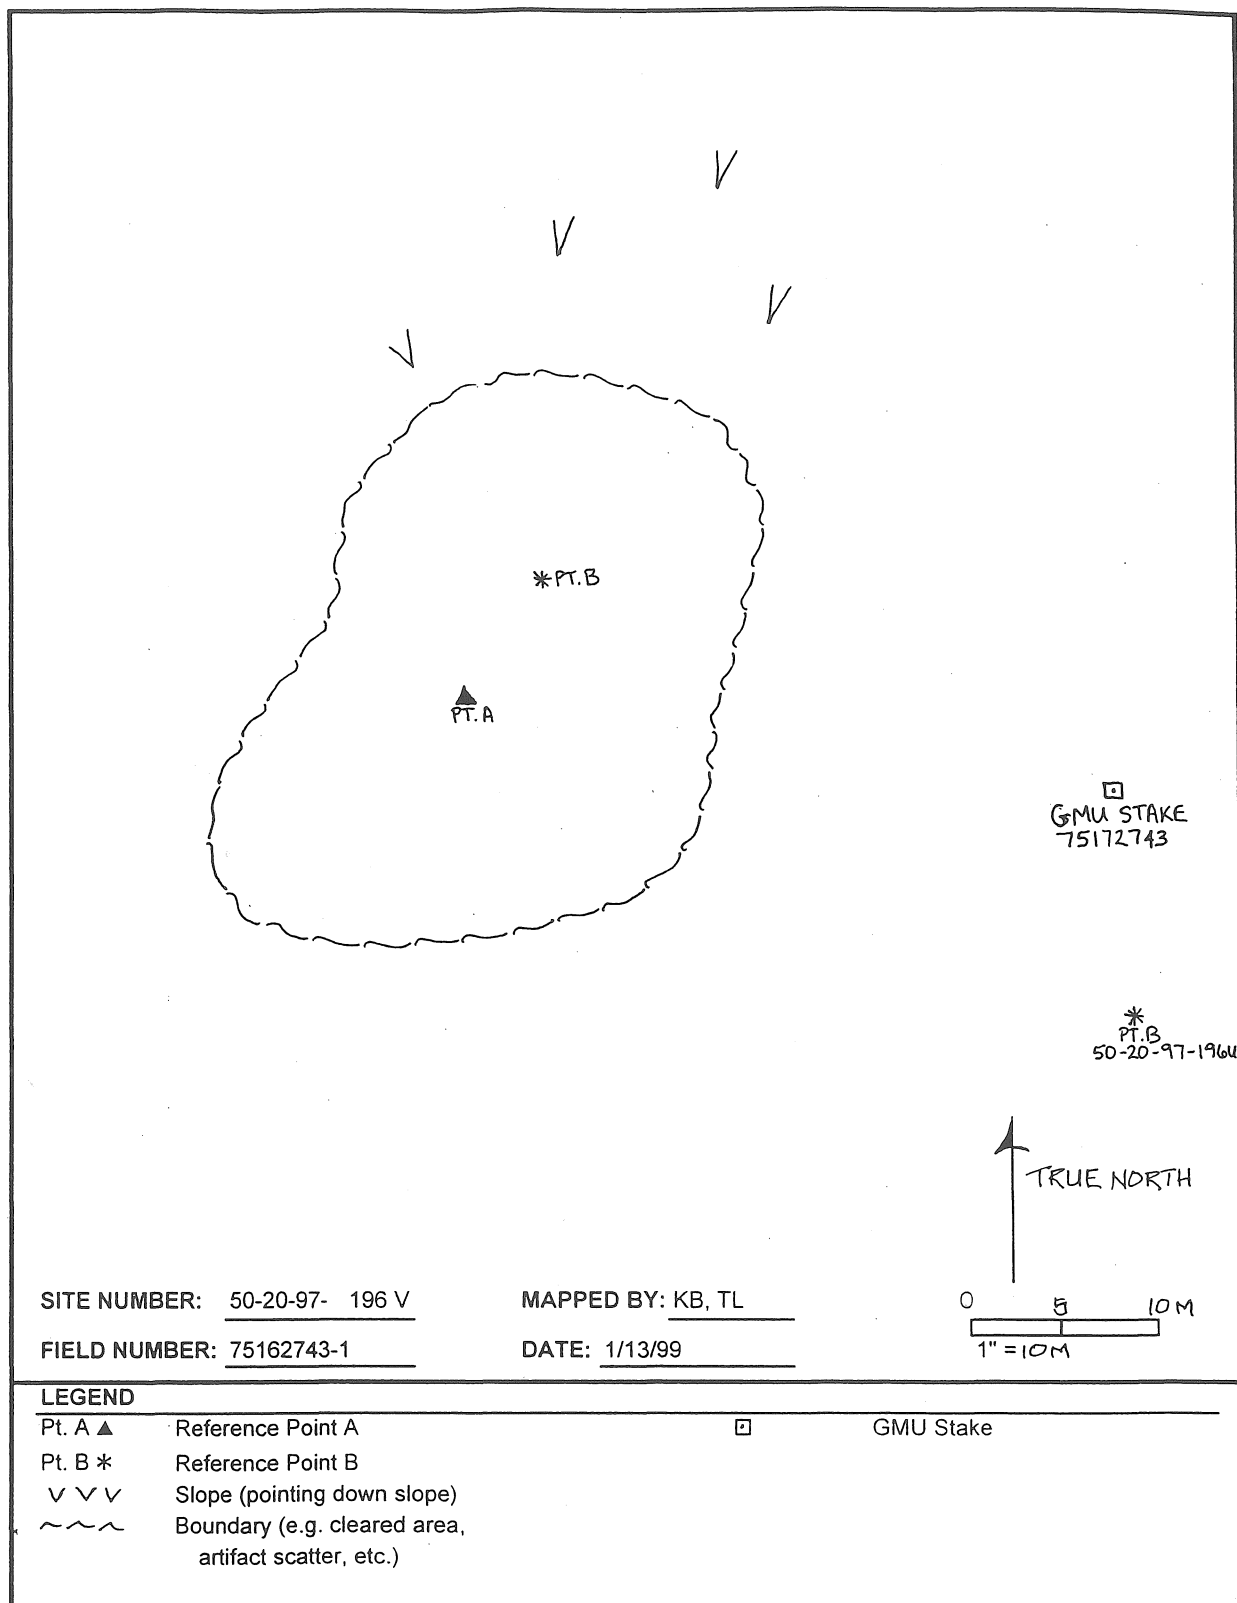 PT. B
PT. A
GMU STAKE
75172743
PT. B
50-20-97-196U
TRUE NORTH
SITE NUMBER: 50-20-97- 196 V
MAPPED BY: KB, TL
0 5 10 M
FIELD NUMBER: 75162743-1
DATE: 1/13/99
1" = 10 M
LEGEND
Pt. A Reference Point A
GMU Stake
Pt. B Reference Point B
Slope (pointing down slope)
Boundary (e.g. cleared area,
artifact scatter, etc.)